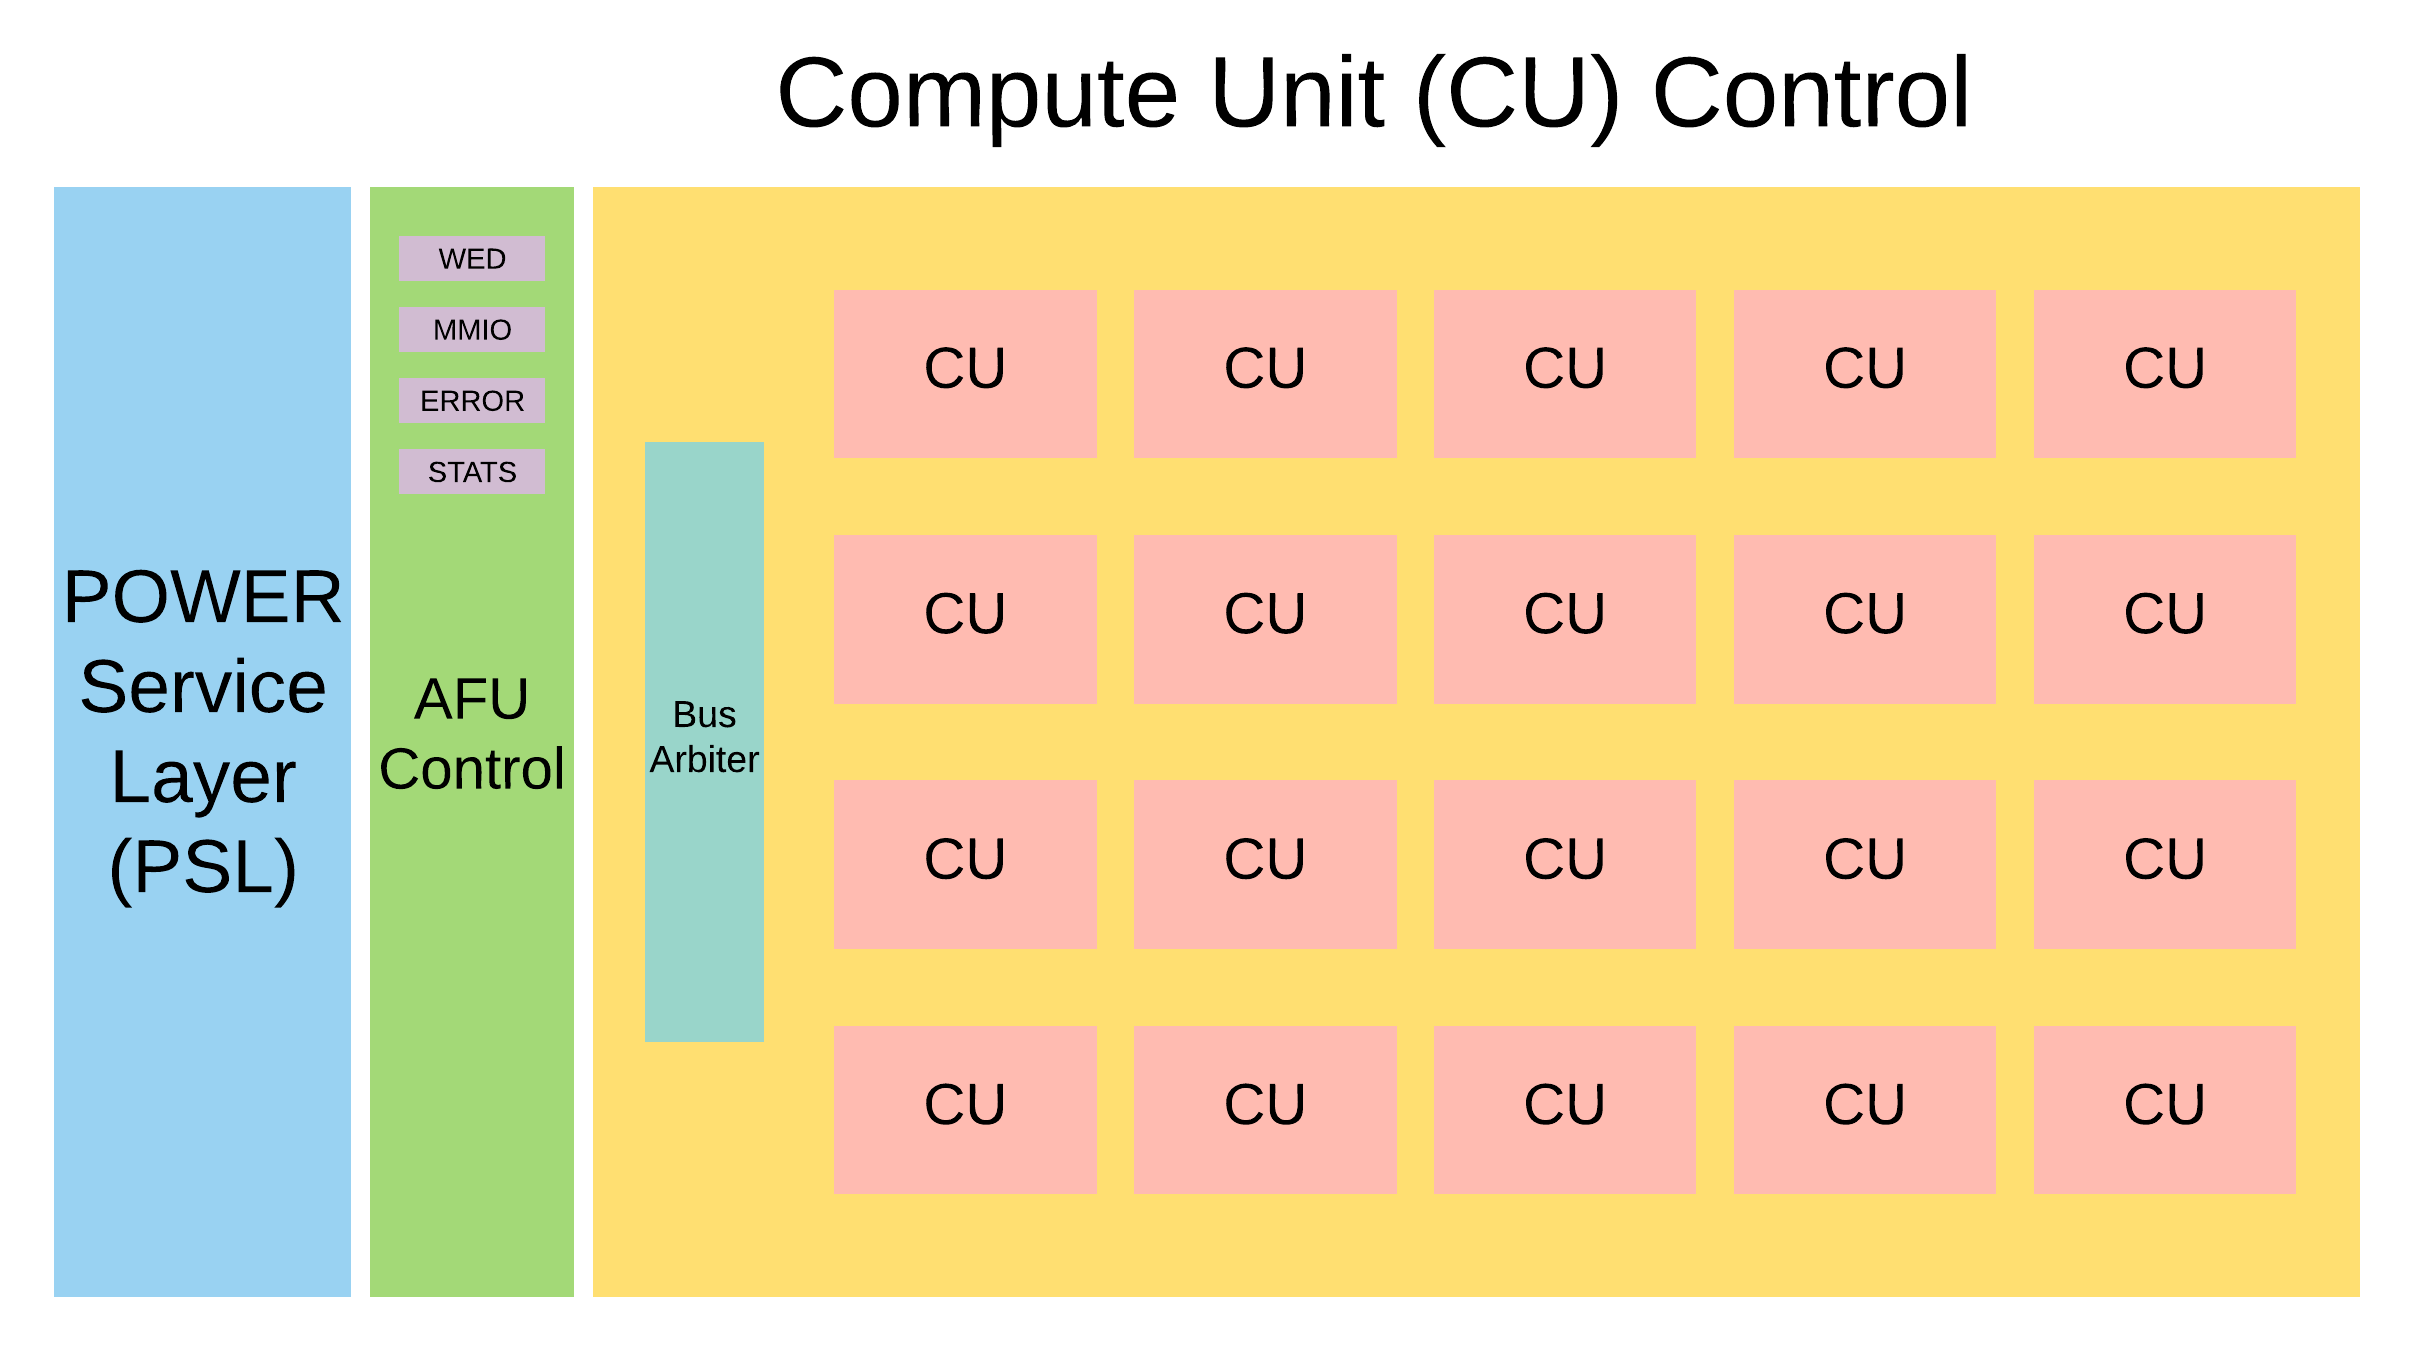 Compute Unit (CU) Control
POWER
Service
Layer
(PSL)
WED
MMIO
ERROR
STATS
AFU
Control
Bus
Arbiter
CU CU CU CU CU
CU CU CU CU CU
CU CU CU CU CU
CU CU CU CU CU